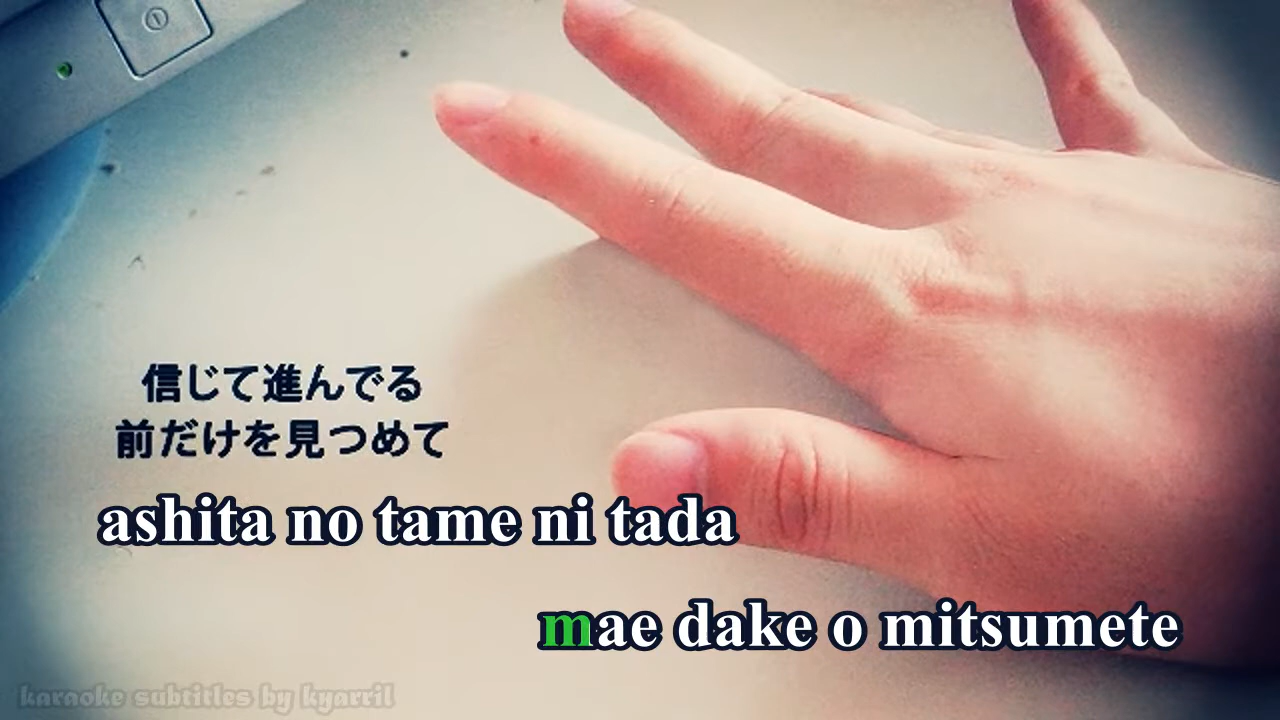 信じて進んでる
前だけを見つめて
ashita no tame ni tada
mae dake o mitsumete
karaoke subtitles by kyarril